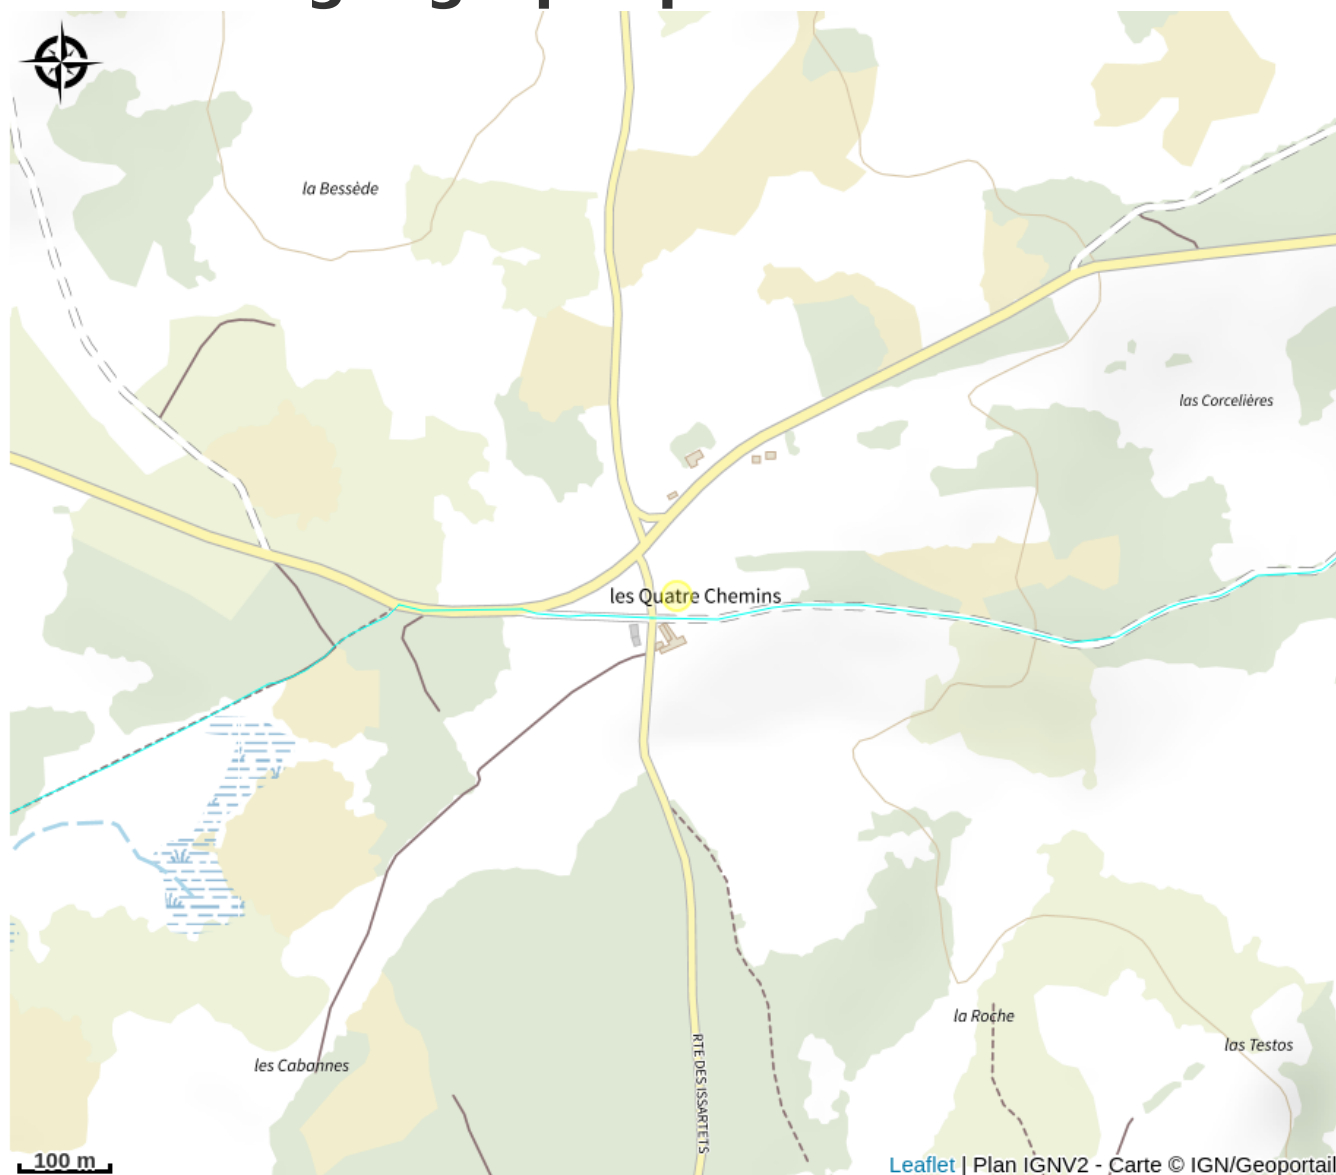 la Bessède
las Corcelières
les Quatre Chemins
la Roche
las Testos
les Cabannes
RTE DES ISSARTETS
100 m
Leaflet | Plan IGNV2 - Carte © IGN/Geoportail